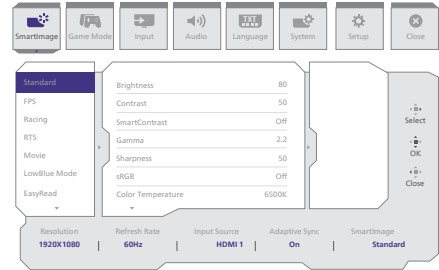 SmartImage Game Mode Input Audio TXT Language System Setup Close
Standard
FPS
Racing
RTS
Movie
LowBlue Mode
EasyRead
Brightness 80
Contrast 50
SmartContrast Off
Gamma 2.2
Sharpness 50
sRGB Off
Color Temperature 6500K
Select
OK
Close
Resolution Refresh Rate Input Source Adaptive Sync SmartImage
1920X1080 | 60Hz | HDMI 1 | On | Standard